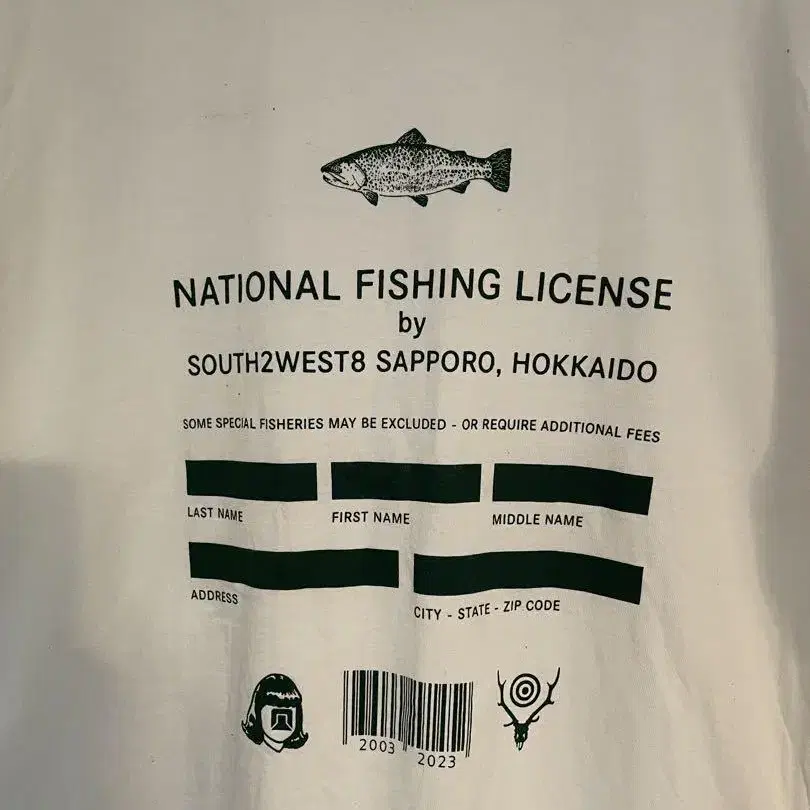 NATIONAL FISHING LICENSE
by
SOUTH2WEST8 SAPPORO, HOKKAIDO
SOME SPECIAL FISHERIES MAY BE EXCLUDED - OR REQUIRE ADDITIONAL FEES
LAST NAME FIRST NAME MIDDLE NAME
ADDRESS CITY - STATE - ZIP CODE
2003 2023